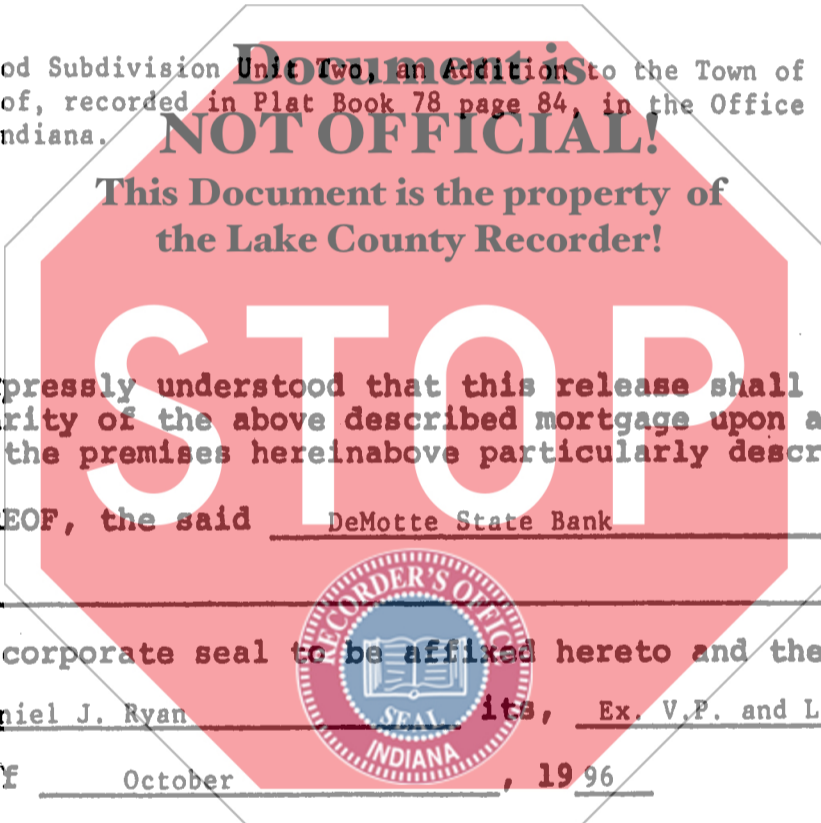 Document is
od Subdivision Unit Two, an Addition to the Town of
of, recorded in Plat Book 78 page 84, in the Office
ndiana.
NOT OFFICIAL!
This Document is the property of
the Lake County Recorder!
STOP
pressly understood that this release shall
rity of the above described mortgage upon a
the premises hereinabove particularly descr
EOF, the said DeMotte State Bank
RECORDER'S OFFICE
corporate seal to be affixed hereto and the
niel J. Ryan its, Ex. V.P. and L
SEAL
INDIANA
f October, 19 96